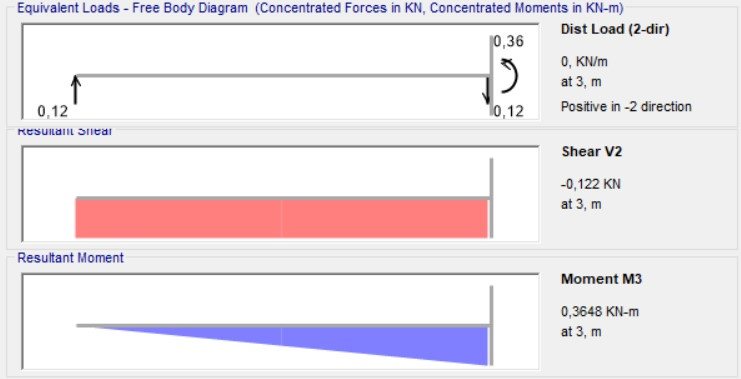 Equivalent Loads - Free Body Diagram (Concentrated Forces in KN, Concentrated Moments in KN-m)
0,36
0,12
0,12
Dist Load (2-dir)
0, KN/m
at 3, m
Positive in -2 direction
Resultant Shear
Shear V2
-0,122 KN
at 3, m
Resultant Moment
Moment M3
0,3648 KN-m
at 3, m